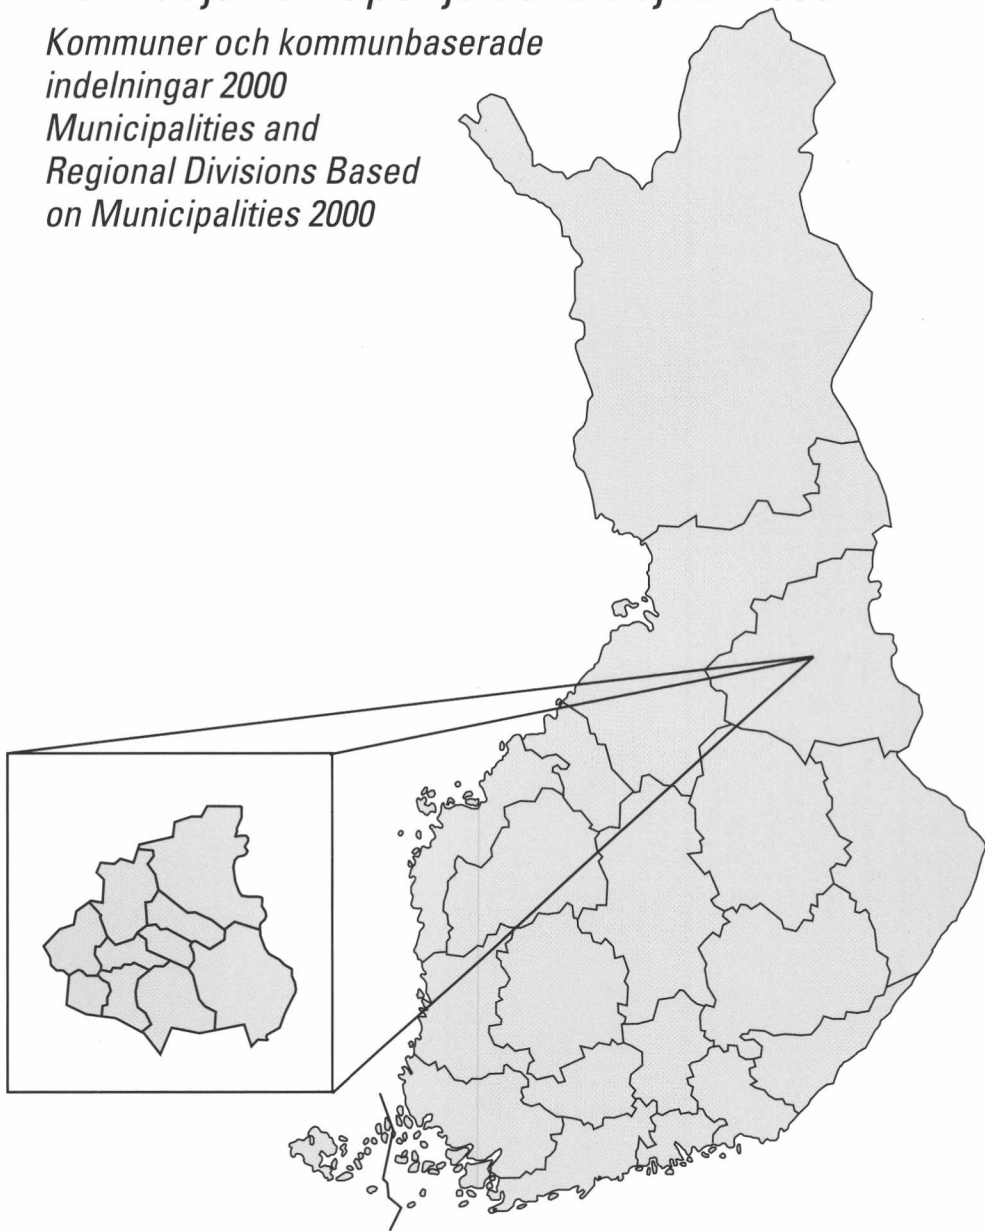 Kommuner och kommunbaserade
indelningar 2000
Municipalities and
Regional Divisions Based
on Municipalities 2000